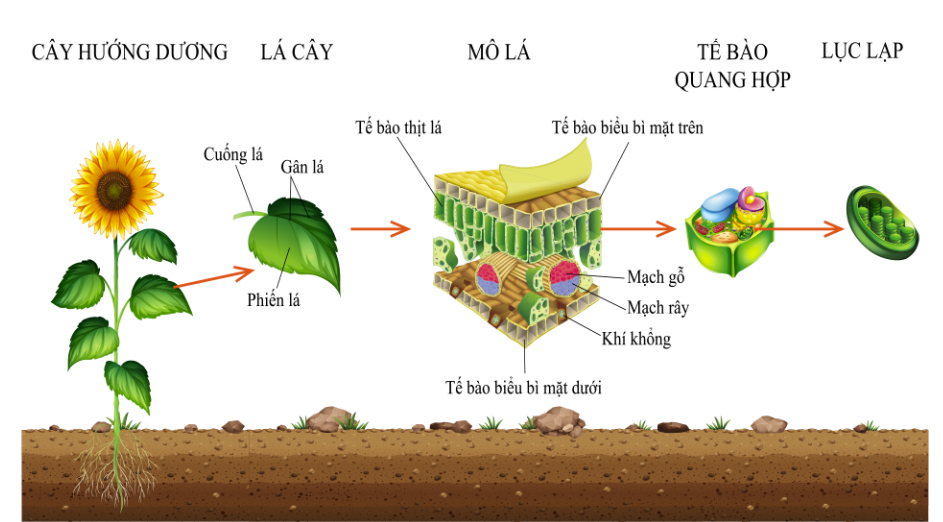 CÂY HƯỚNG DƯƠNG
LÁ CÂY
MÔ LÁ
TẾ BÀO
QUANG HỢP
LỤC LẠP
Tế bào thịt lá
Tế bào biểu bì mặt trên
Cuống lá
Gân lá
Phiến lá
Mạch gỗ
Mạch rây
Khí khổng
Tế bào biểu bì mặt dưới